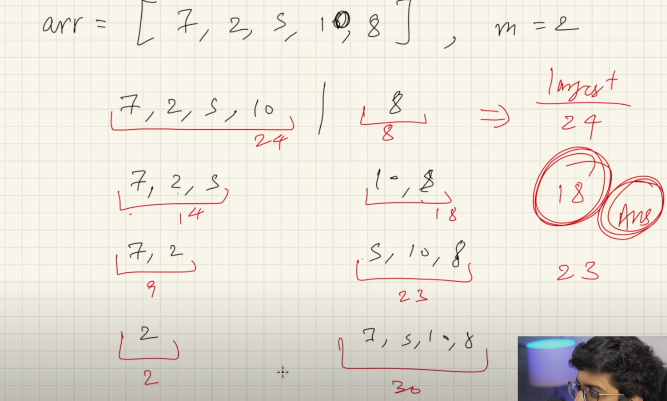 arr = [ 7, 2, 5, 10, 8 ] , m = 2
7, 2, 5, 10 | 8 ⇒ largest
24 8 24
7, 2, 5 10, 8 18 Ans
14 18
7, 2 5, 10, 8 23
9 23
2 7, 5, 10, 8
2 30